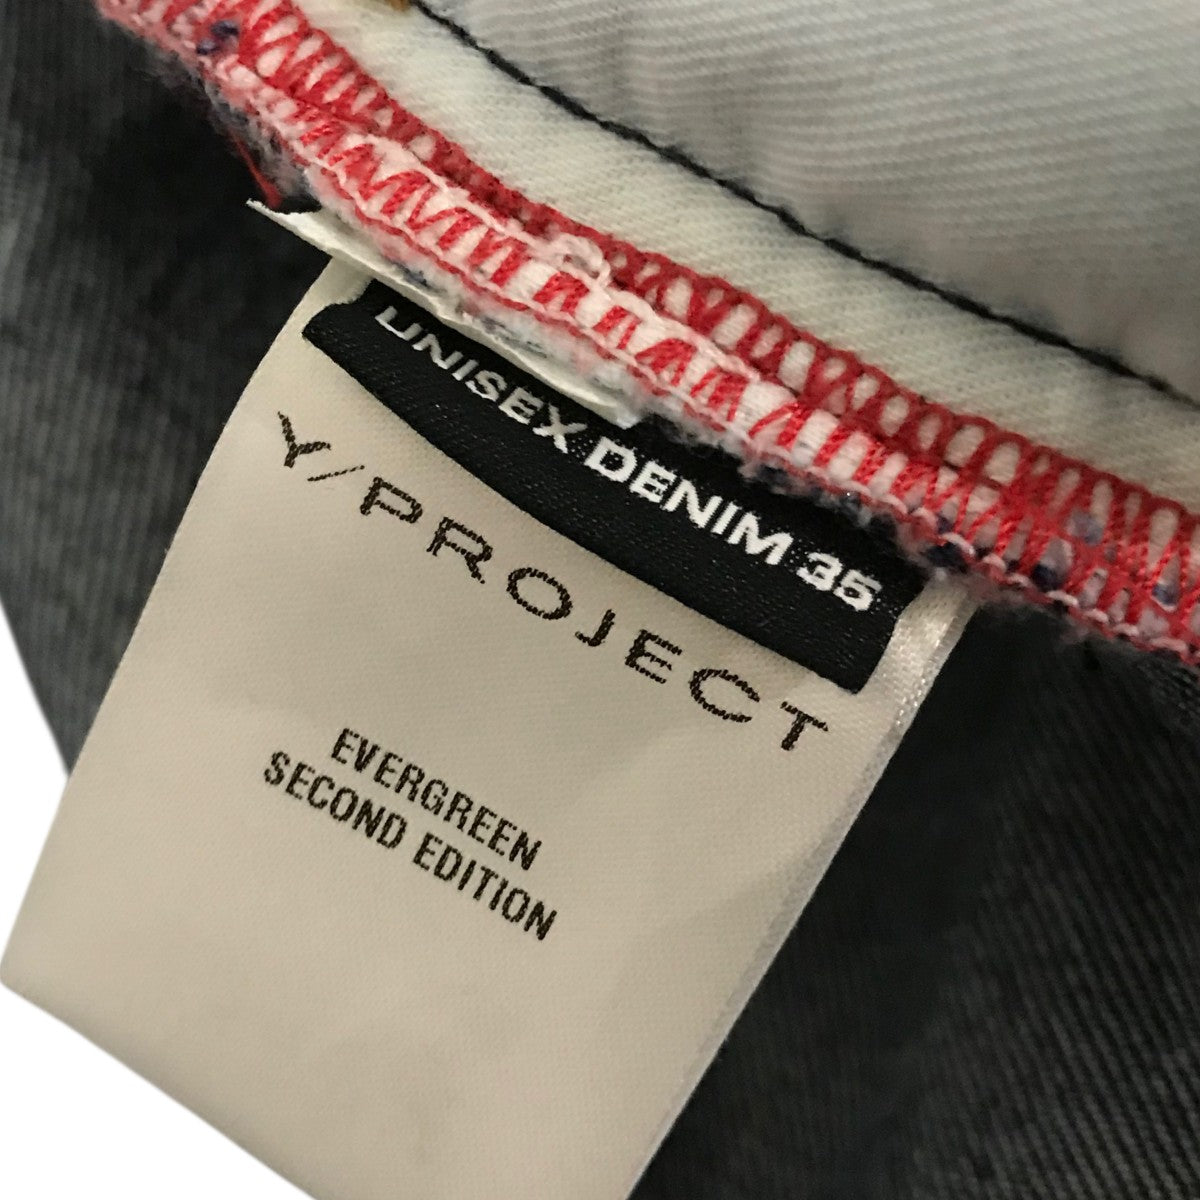 UNISEX DENIM 35
Y/PROJECT
EVERGREEN
SECOND EDITION